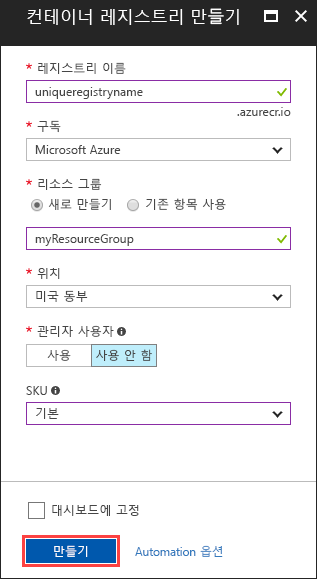 컨테이너 레지스트리 만들기
* 레지스트리 이름
uniqueregistryname
.azurecr.io
* 구독
Microsoft Azure
* 리소스 그룹
새로 만들기 기존 항목 사용
myResourceGroup
* 위치
미국 동부
* 관리자 사용자
사용 사용 안 함
SKU
기본
대시보드에 고정
만들기 Automation 옵션